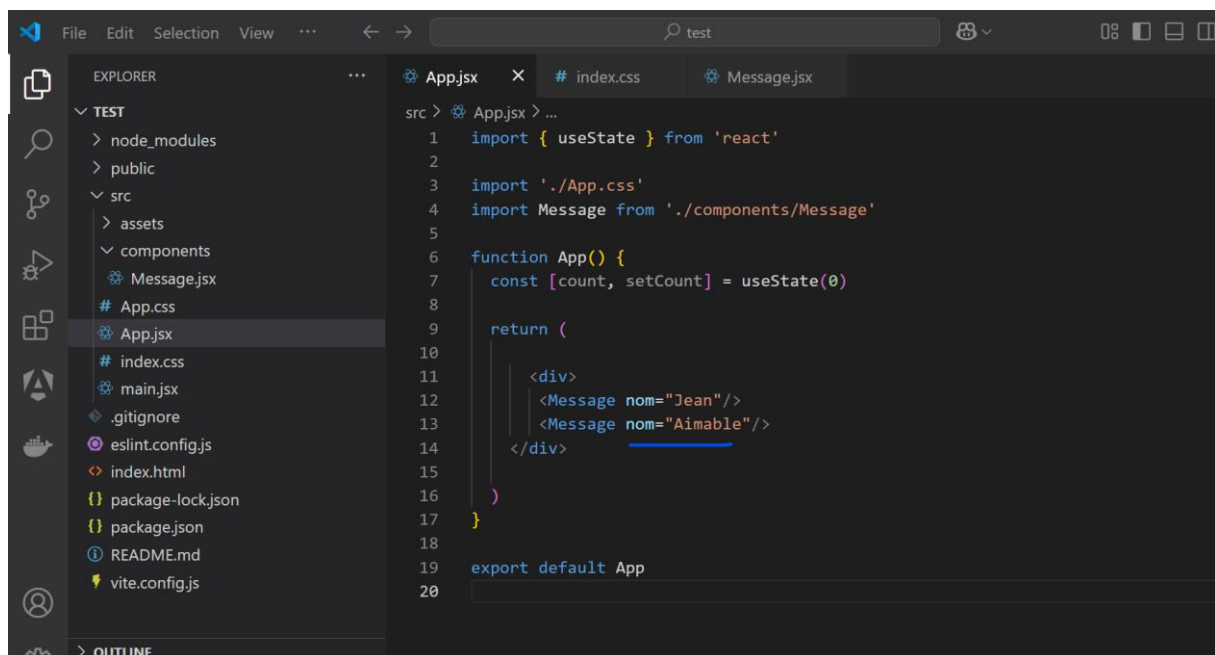 File Edit Selection View ··· ← → test
EXPLORER ···
TEST
node_modules
public
src
assets
components
Message.jsx
App.css
App.jsx
index.css
main.jsx
.gitignore
eslint.config.js
index.html
package-lock.json
package.json
README.md
vite.config.js
OUTLINE
App.jsx # index.css Message.jsx
src > App.jsx > ...
1 import { useState } from 'react'
2
3 import './App.css'
4 import Message from './components/Message'
5
6 function App() {
7 const [count, setCount] = useState(0)
8
9 return (
10
11 <div>
12 <Message nom="Jean"/>
13 <Message nom="Aimable"/>
14 </div>
15
16 )
17 }
18
19 export default App
20